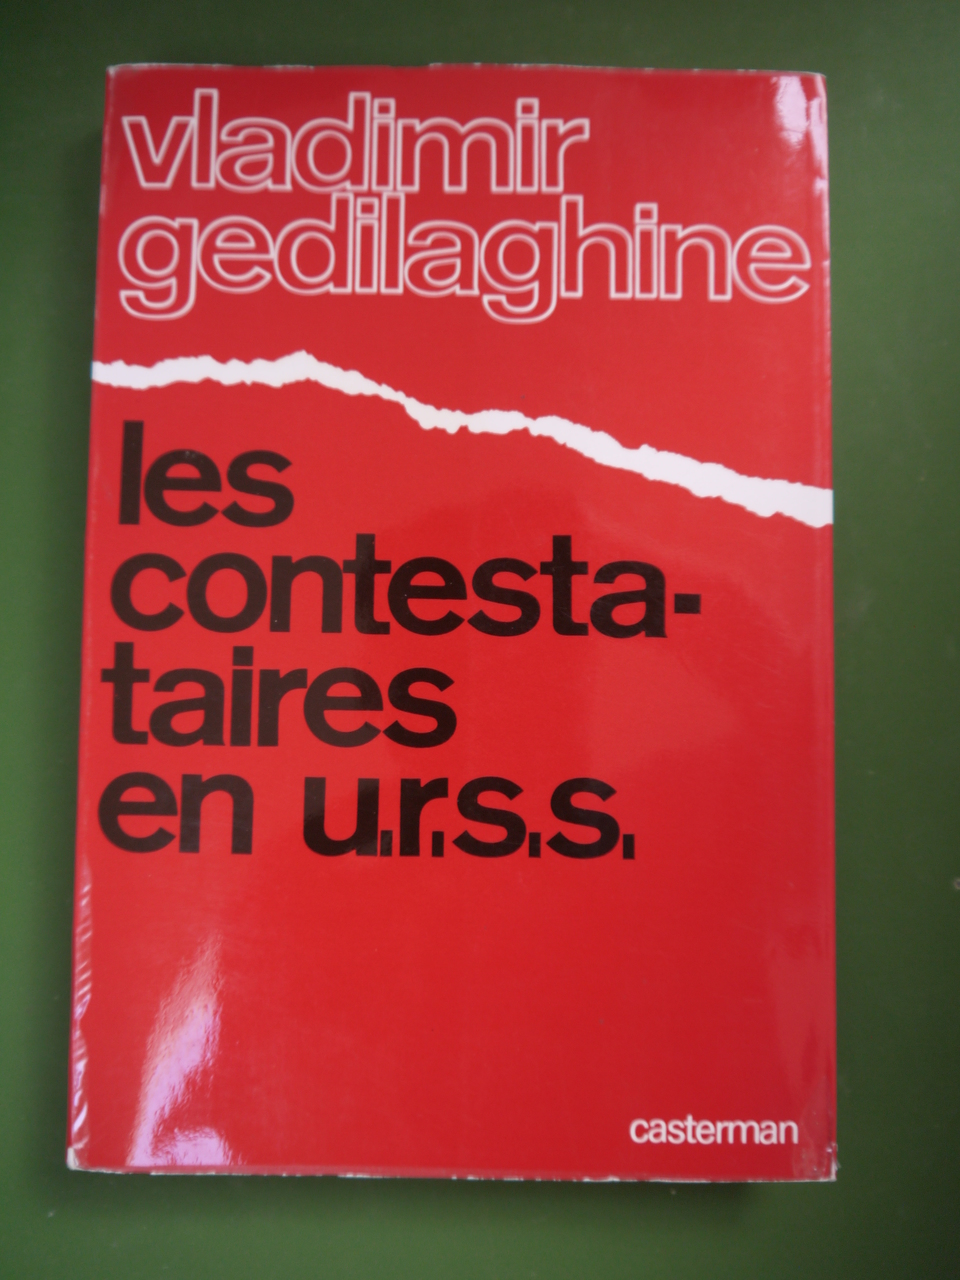 vladimir
gedilaghine
les
contesta-
taires
en u.r.s.s.
casterman